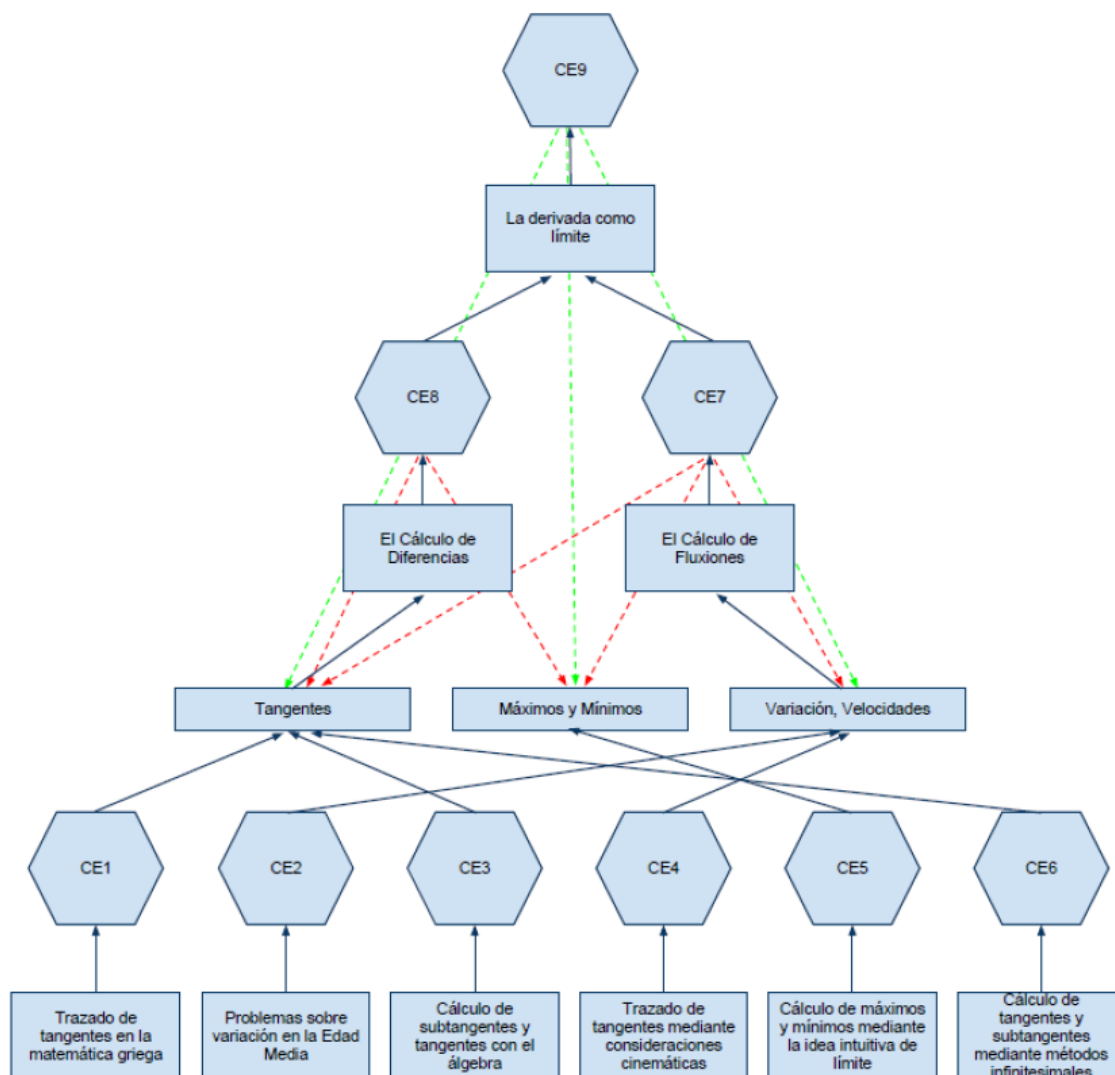 CE9
La derivada como
límite
CE8
CE7
El Cálculo de
Diferencias
El Cálculo de
Fluxiones
Tangentes
Máximos y Mínimos
Variación, Velocidades
CE1
CE2
CE3
CE4
CE5
CE6
Trazado de
tangentes en la
matemática griega
Problemas sobre
variación en la Edad
Media
Cálculo de
subtangentes y
tangentes con el
álgebra
Trazado de
tangentes mediante
consideraciones
cinemáticas
Cálculo de máximos
y mínimos mediante
la idea intuitiva de
límite
Cálculo de
tangentes y
subtangentes
mediante métodos
infinitesimales